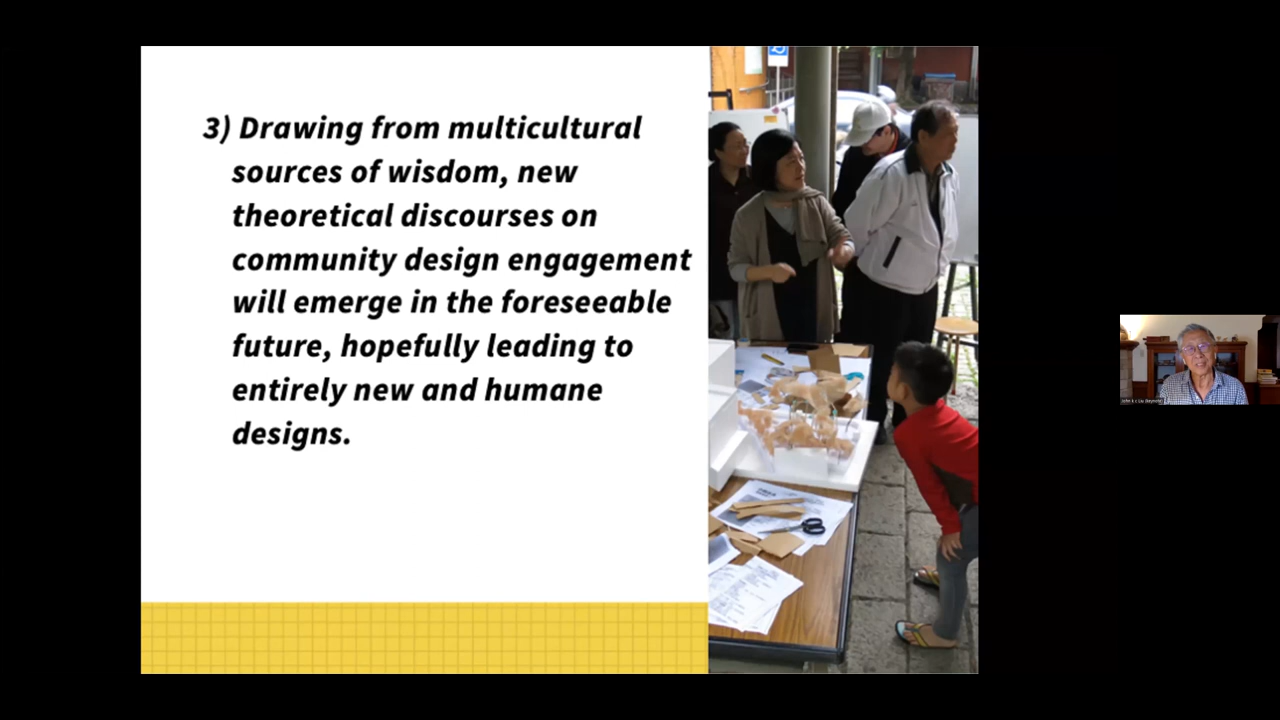 3) Drawing from multicultural
sources of wisdom, new
theoretical discourses on
community design engagement
will emerge in the foreseeable
future, hopefully leading to
entirely new and humane
designs.